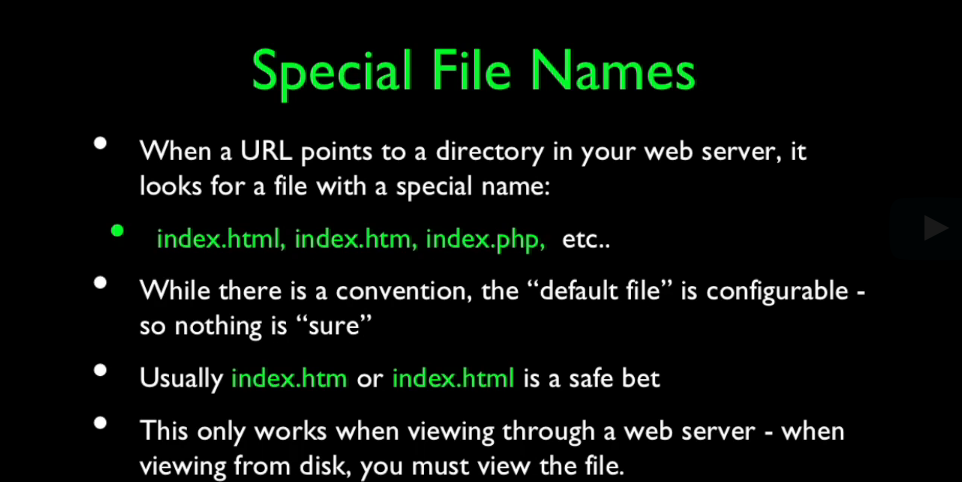 Special File Names
• When a URL points to a directory in your web server, it
looks for a file with a special name:
• index.html, index.htm, index.php, etc..
• While there is a convention, the “default file” is configurable -
so nothing is “sure”
• Usually index.htm or index.html is a safe bet
• This only works when viewing through a web server - when
viewing from disk, you must view the file.